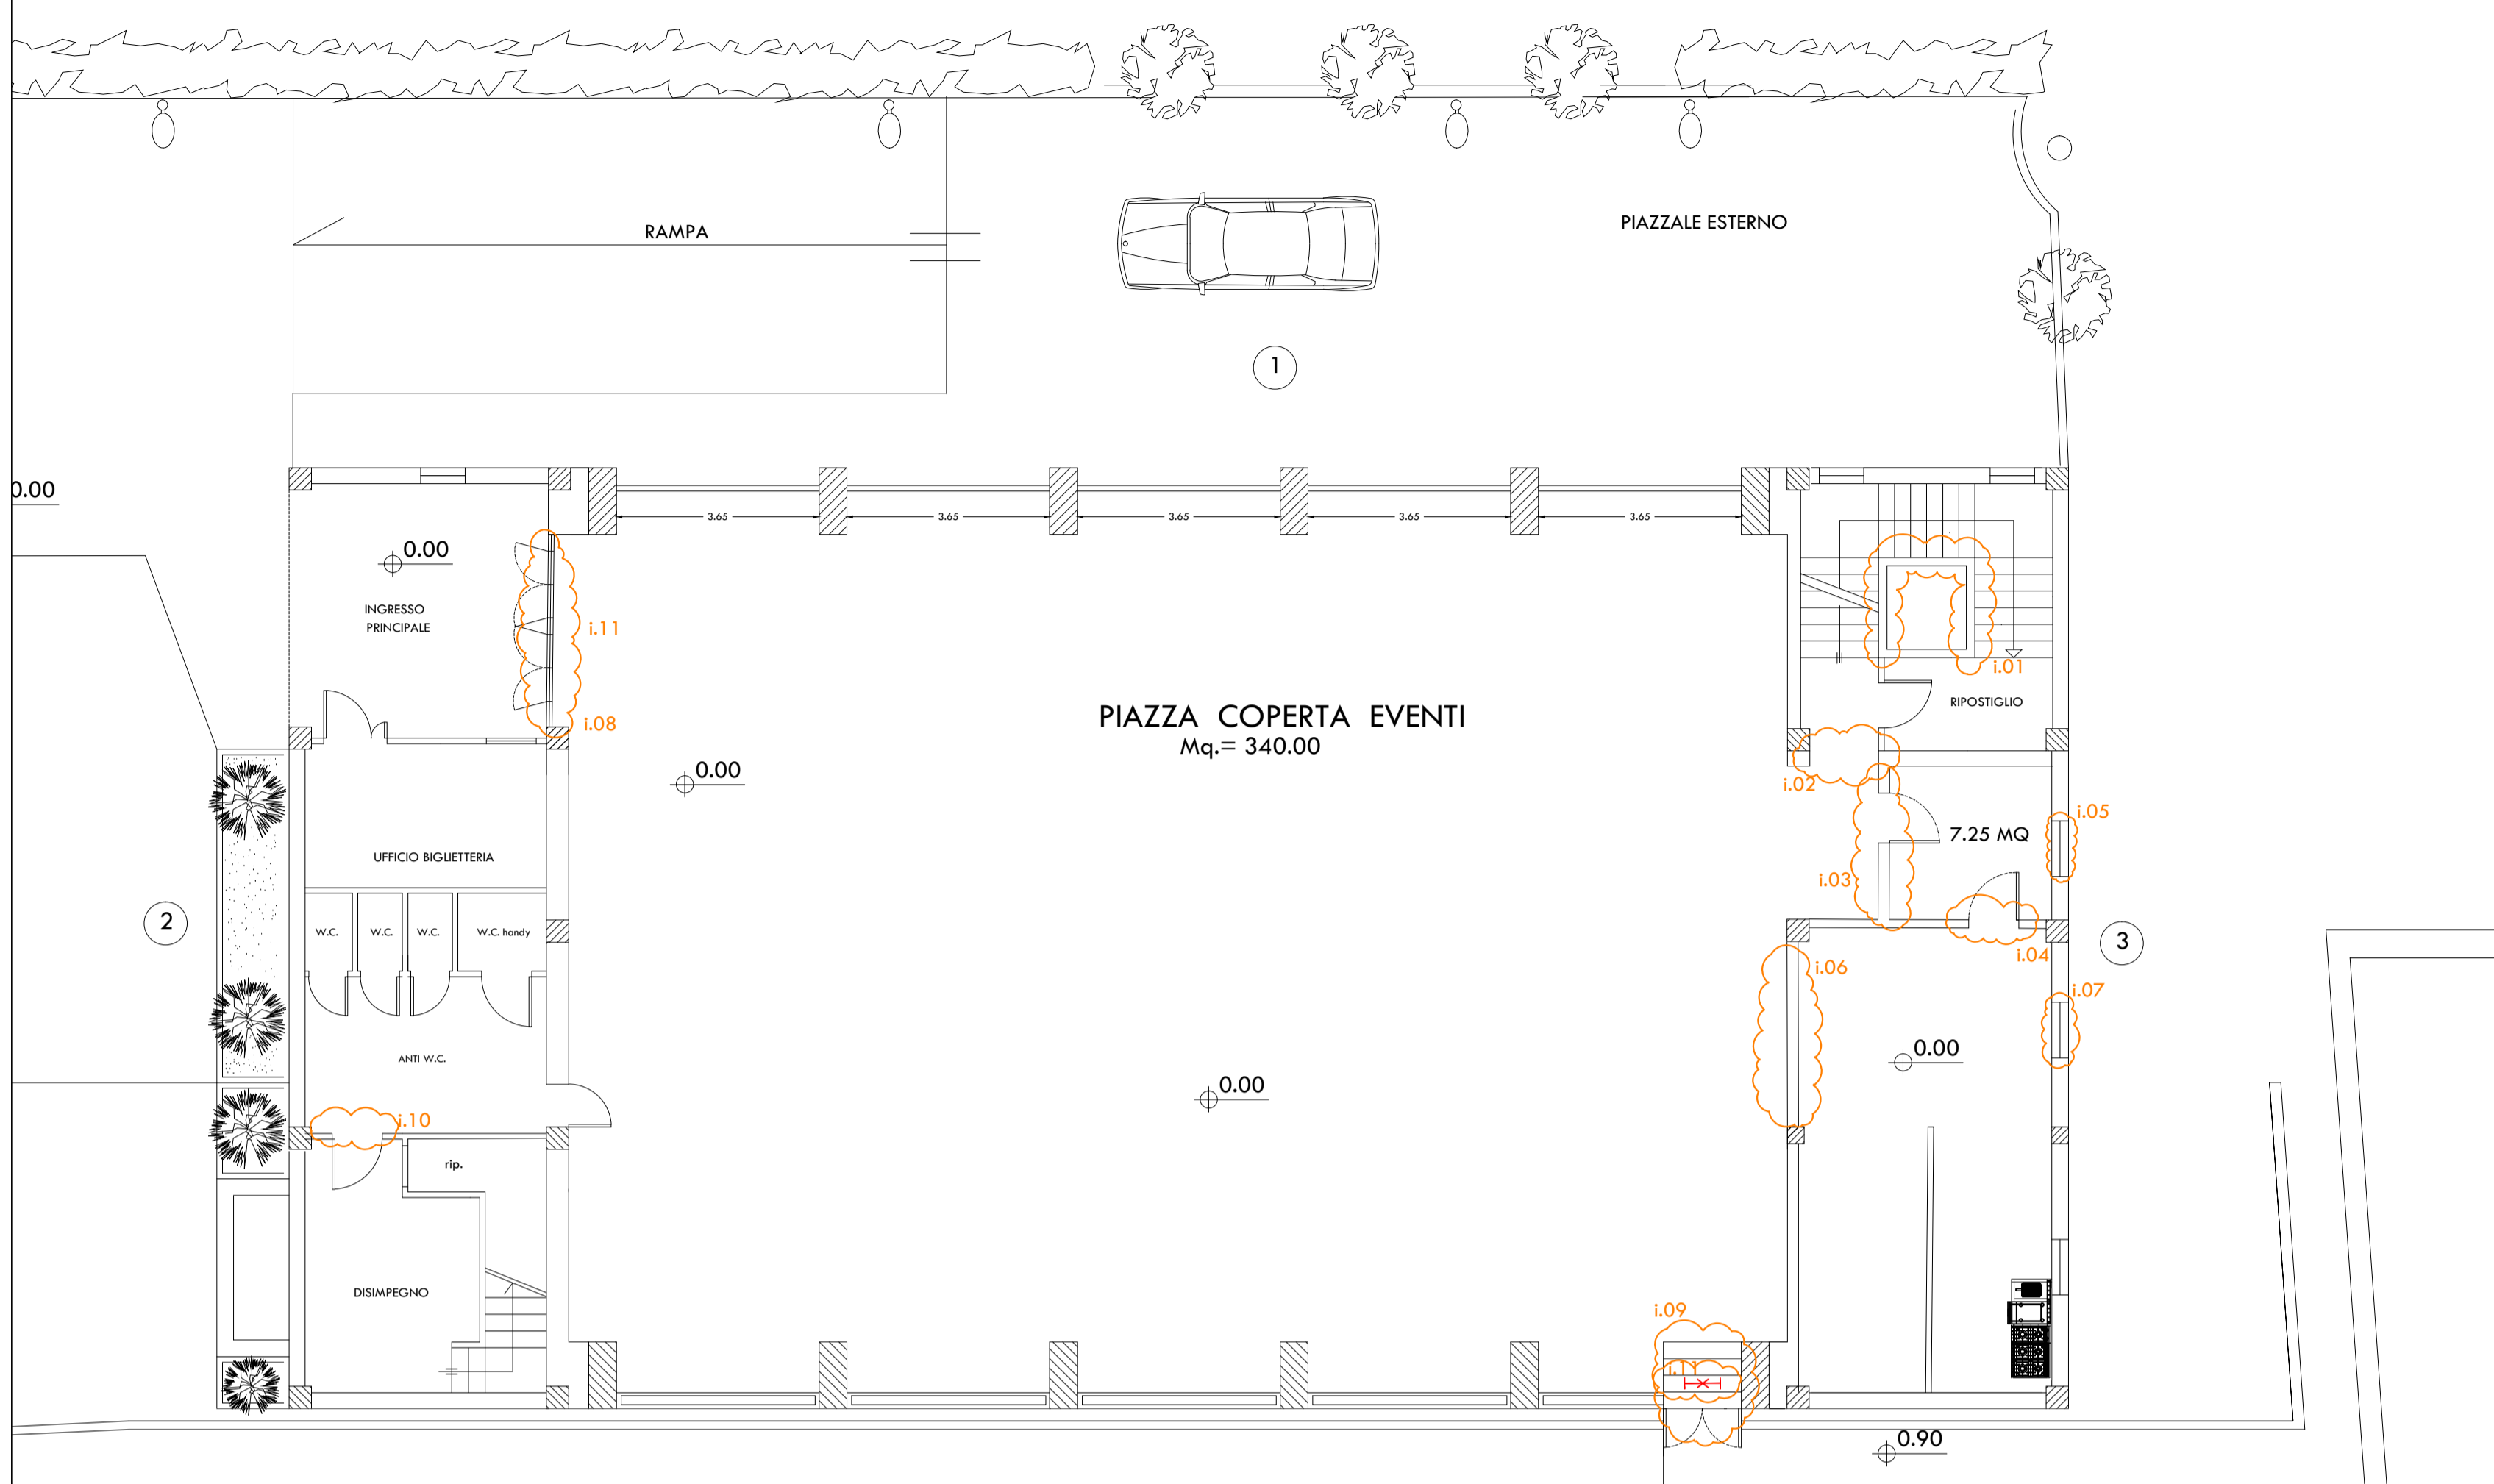 RAMPA
PIAZZALE ESTERNO
1
0.00
3.65
3.65
3.65
3.65
3.65
0.00
INGRESSO
PRINCIPALE
i.11
i.08
i.01
RIPOSTIGLIO
PIAZZA COPERTA EVENTI
Mq.= 340.00
0.00
i.02
i.05
7.25 MQ
UFFICIO BIGLIETTERIA
i.03
2
W.C.
W.C.
W.C.
W.C. handy
3
i.04
i.06
i.07
0.00
ANTI W.C.
0.00
i.10
rip.
DISIMPEGNO
i.09
i.11
0.90